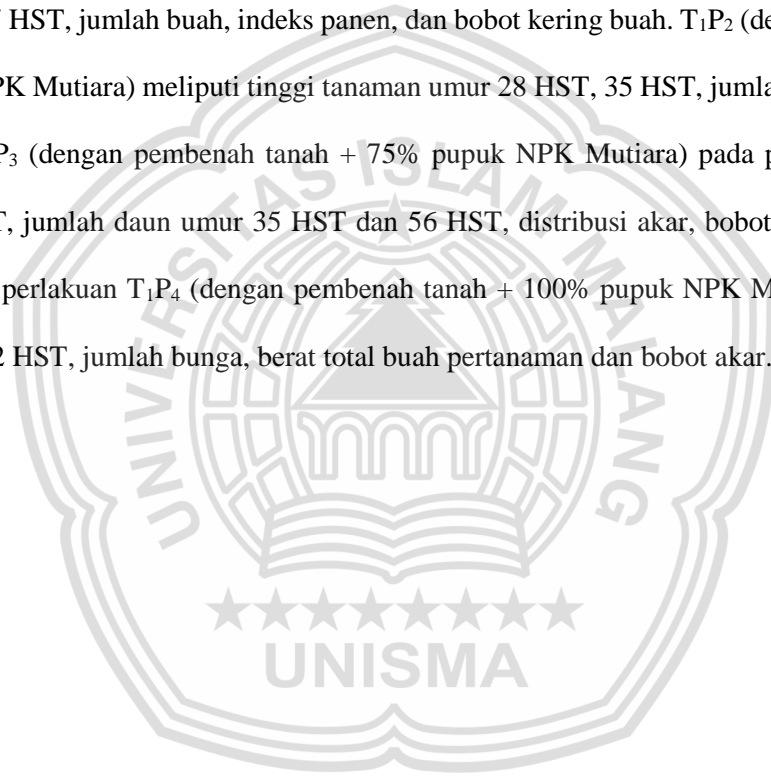 HST, jumlah buah, indeks panen, dan bobot kering buah. T₁P₂ (de
PK Mutiara) meliputi tinggi tanaman umur 28 HST, 35 HST, jumla
P₃ (dengan pembenah tanah + 75% pupuk NPK Mutiara) pada p
T, jumlah daun umur 35 HST dan 56 HST, distribusi akar, bobot
perlakuan T₁P₄ (dengan pembenah tanah + 100% pupuk NPK M
2 HST, jumlah bunga, berat total buah pertanaman dan bobot akar.
UNIVERSITAS ISLAM MALANG
UNISMA